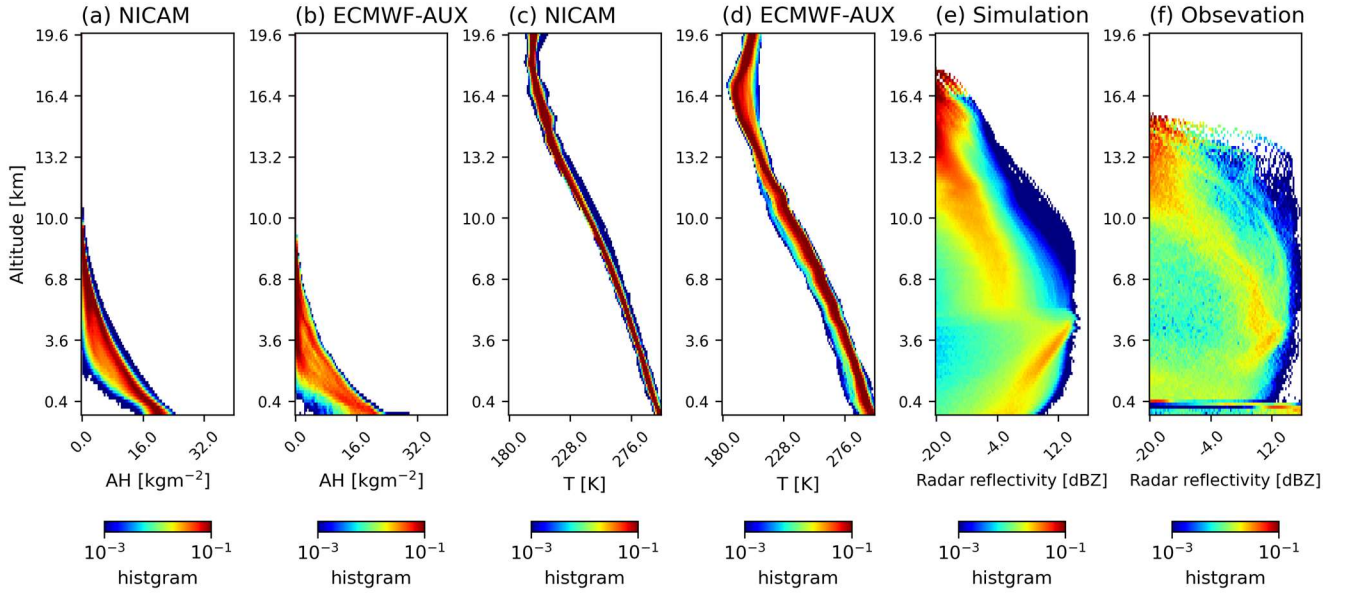 (a) NICAM
(b) ECMWF-AUX
(c) NICAM
(d) ECMWF-AUX
(e) Simulation
(f) Obsevation
Altitude [km]
19.6
16.4
13.2
10.0
6.8
3.6
0.4
0.0 16.0 32.0
AH [kgm⁻²]
19.6
16.4
13.2
10.0
6.8
3.6
0.4
0.0 16.0 32.0
AH [kgm⁻²]
19.6
16.4
13.2
10.0
6.8
3.6
0.4
180.0 228.0 276.0
T [K]
19.6
16.4
13.2
10.0
6.8
3.6
0.4
180.0 228.0 276.0
T [K]
19.6
16.4
13.2
10.0
6.8
3.6
0.4
-20.0 -4.0 12.0
Radar reflectivity [dBZ]
19.6
16.4
13.2
10.0
6.8
3.6
0.4
-20.0 -4.0 12.0
Radar reflectivity [dBZ]
10⁻³ 10⁻¹
histgram
10⁻³ 10⁻¹
histgram
10⁻³ 10⁻¹
histgram
10⁻³ 10⁻¹
histgram
10⁻³ 10⁻¹
histgram
10⁻³ 10⁻¹
histgram